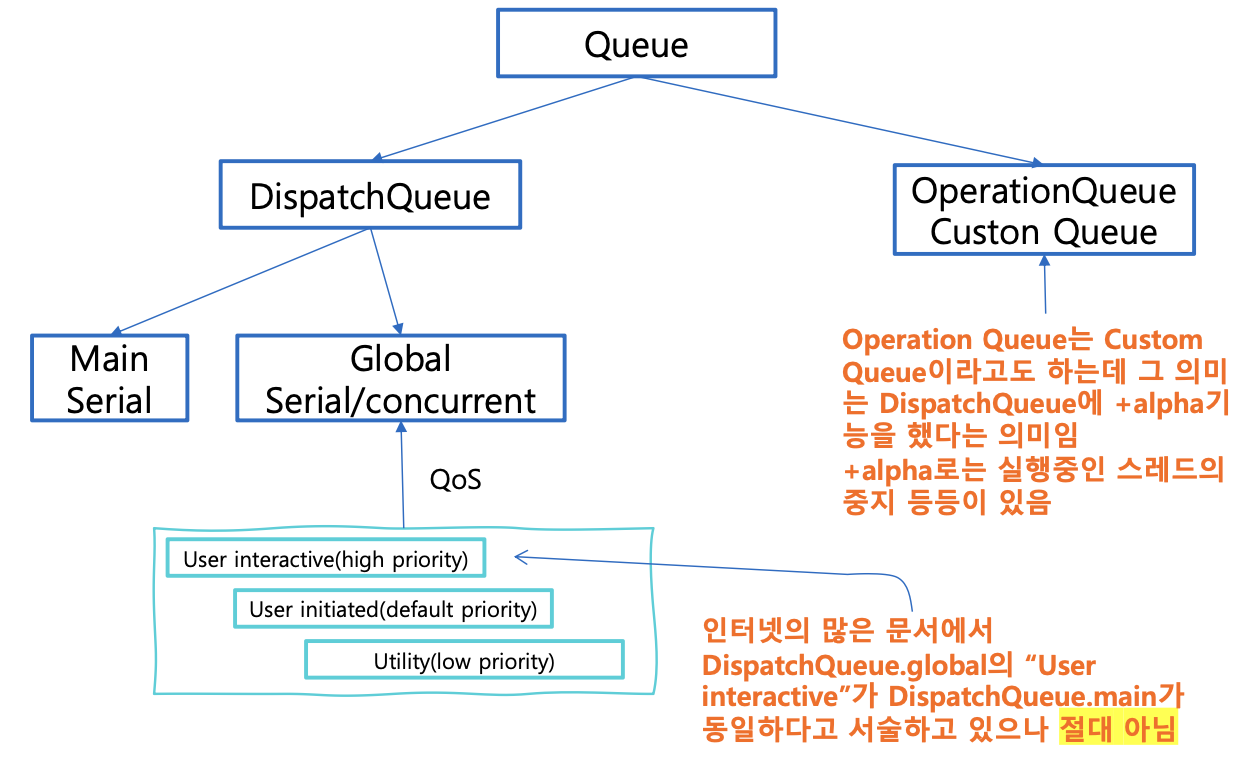 Queue
DispatchQueue
OperationQueue
Custon Queue
Main
Serial
Global
Serial/concurrent
Operation Queue는 Custom
Queue이라고도 하는데 그 의미
는 DispatchQueue에 +alpha기
능을 했다는 의미임
+alpha로는 실행중인 스레드의
중지 등등이 있음
QoS
User interactive(high priority)
User initiated(default priority)
Utility(low priority)
인터넷의 많은 문서에서
DispatchQueue.global의 “User
interactive”가 DispatchQueue.main가
동일하다고 서술하고 있으나 절대 아님